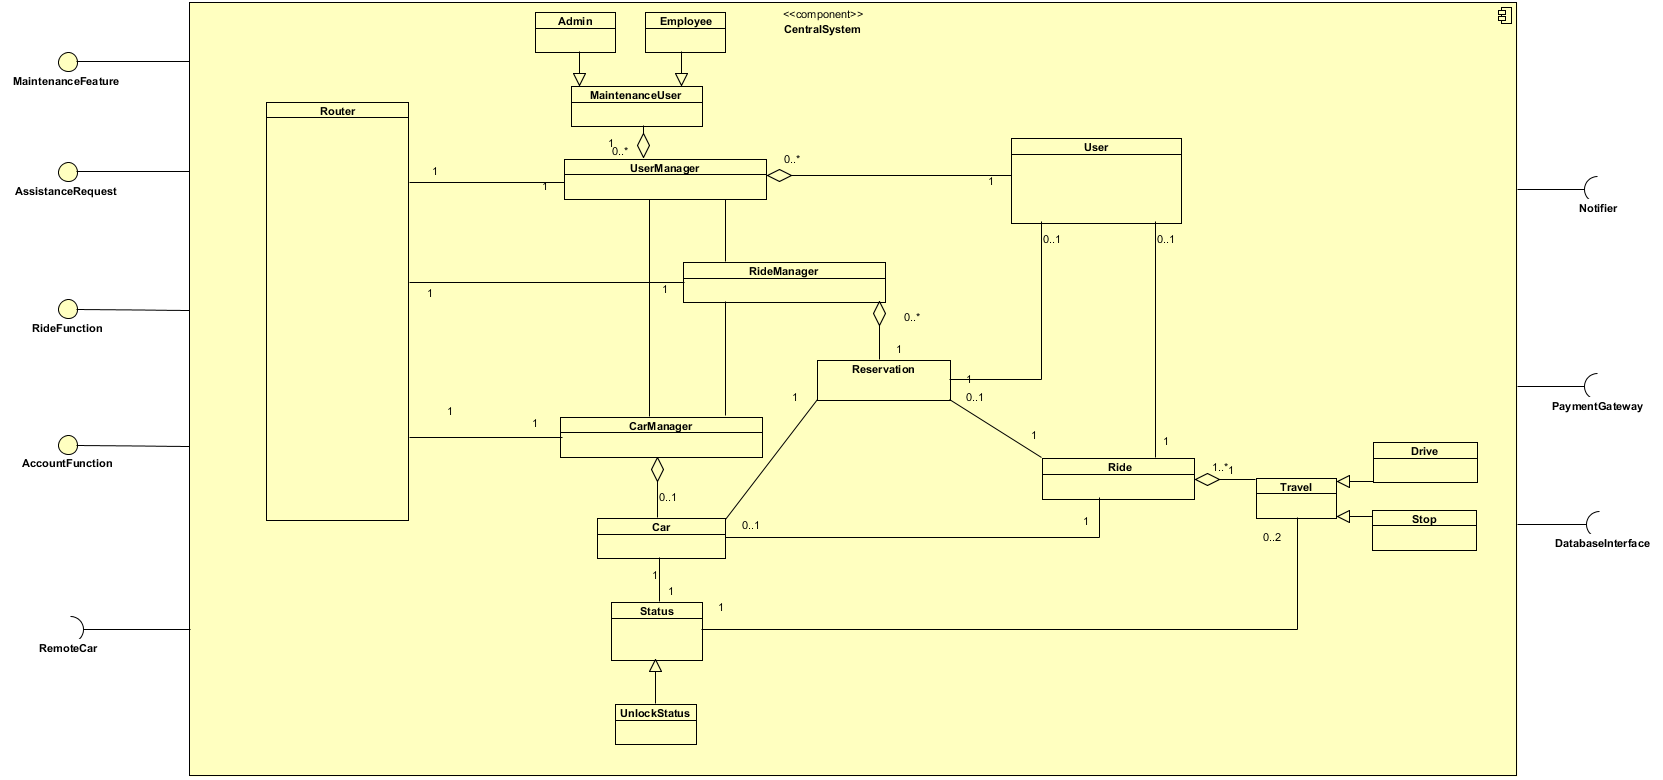 <<component>>
CentralSystem
Admin
Employee
MaintenanceFeature
MaintenanceUser
Router
1
0..*
User
0..*
UserManager
1
1
1
AssistanceRequest
Notifier
0..1
0..1
RideManager
1
1
0..*
RideFunction
1
Reservation
1
1
0..1
PaymentGateway
1
1
CarManager
1
1
Drive
AccountFunction
Ride
1..*
1
Travel
0..1
Stop
Car
0..1
1
0..2
DatabaseInterface
1
1
Status
1
RemoteCar
UnlockStatus